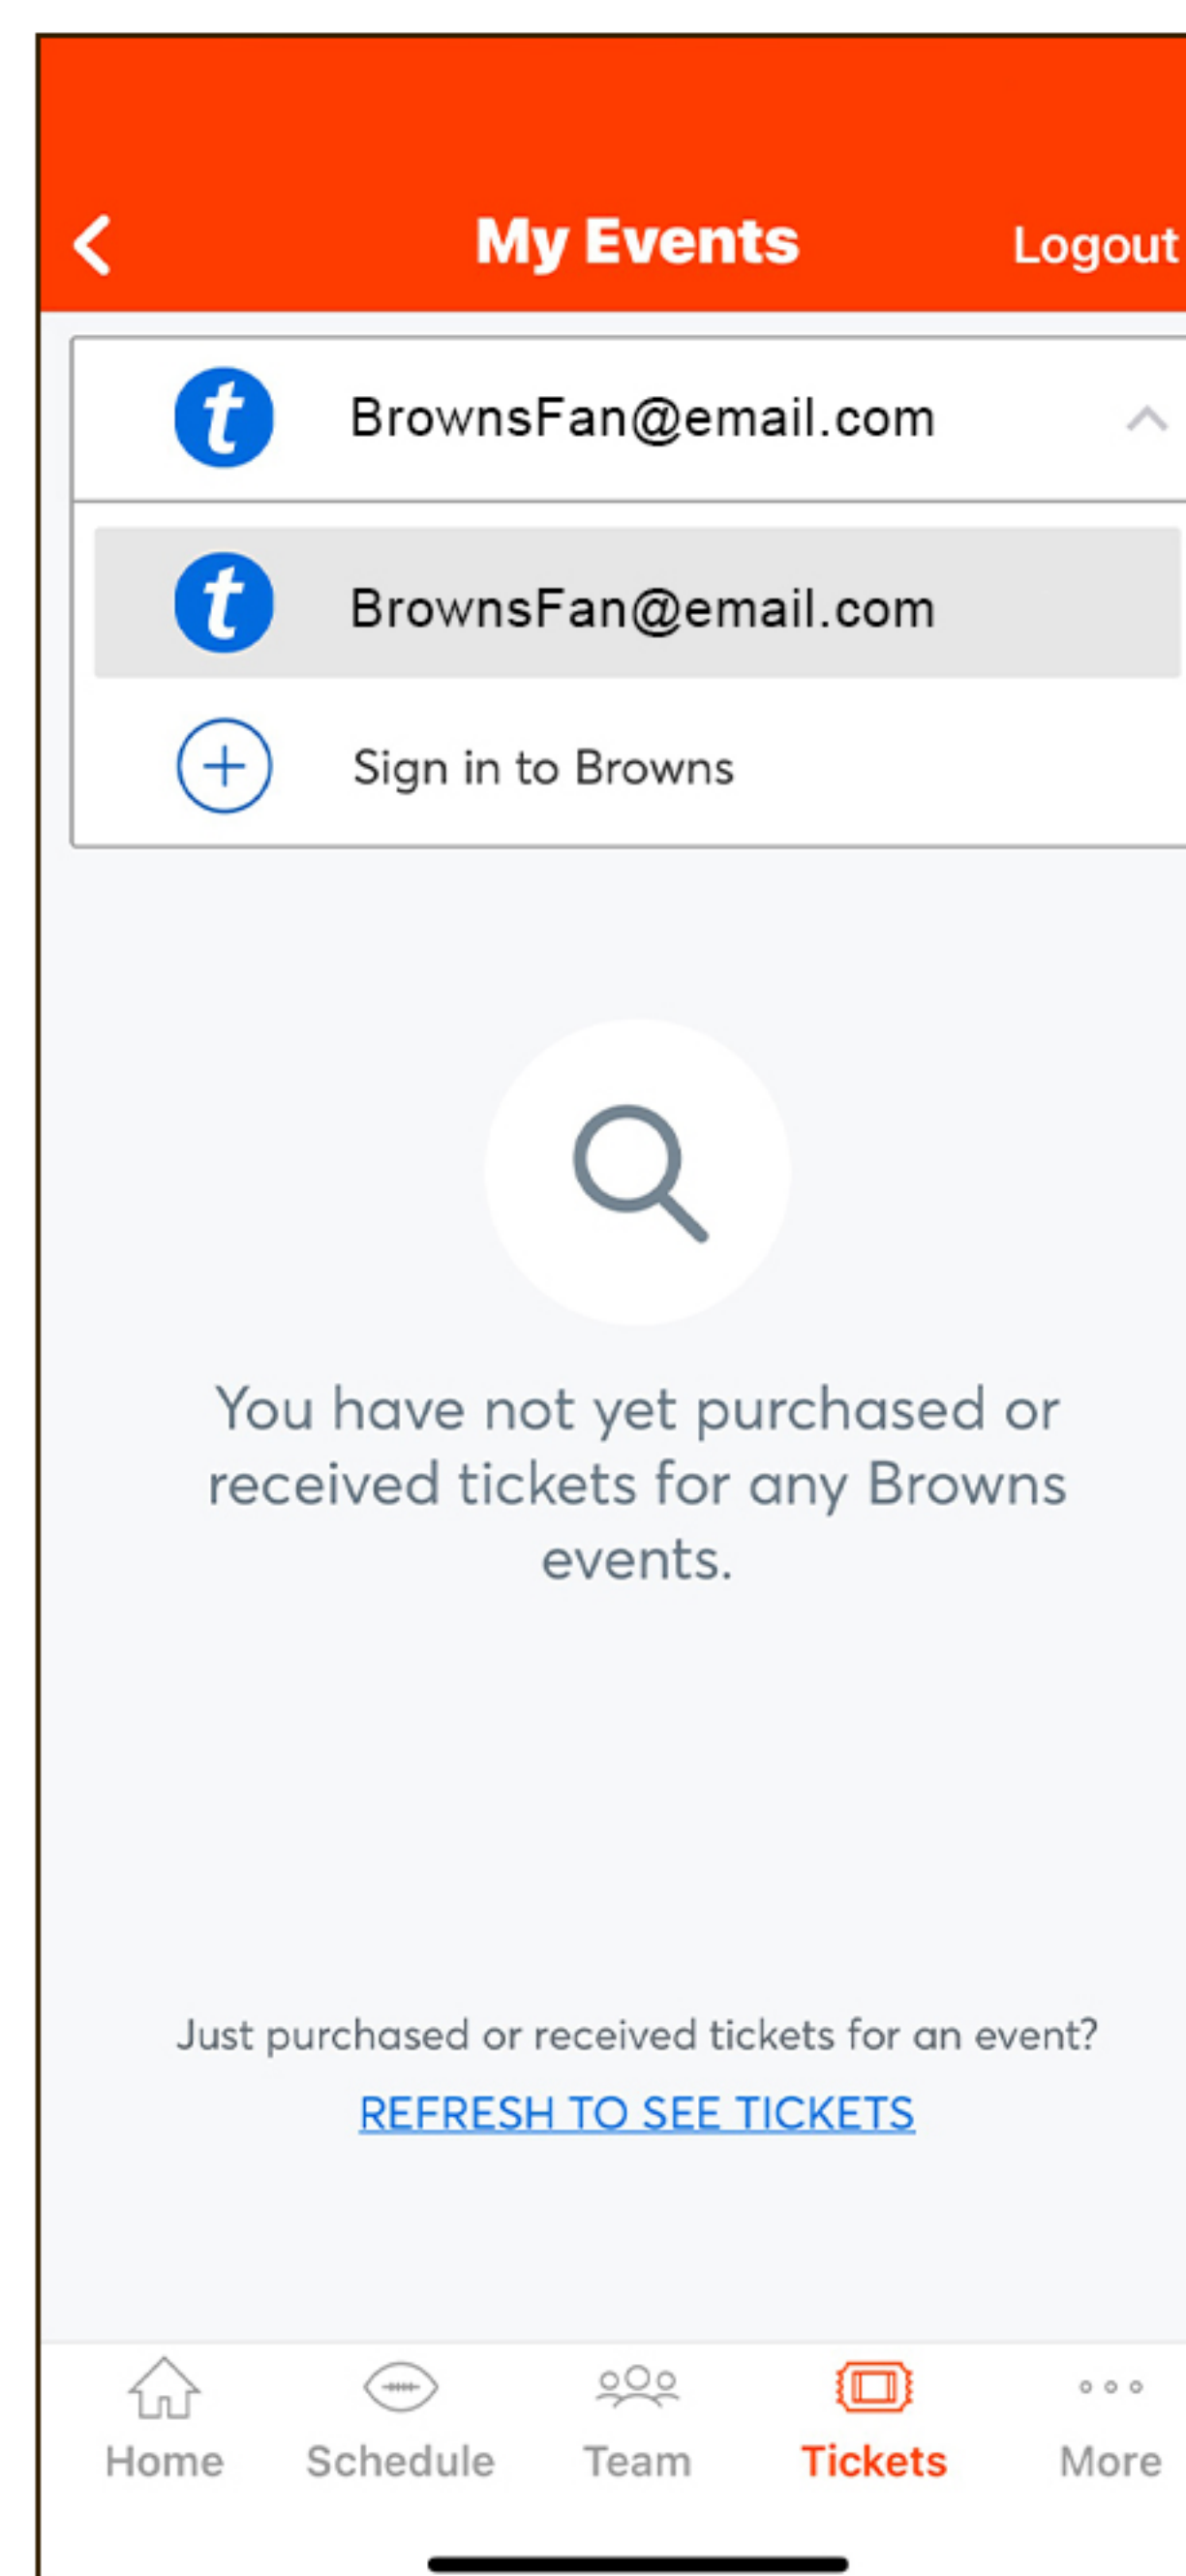 My Events
Logout
t
BrownsFan@email.com
t
BrownsFan@email.com
Sign in to Browns
You have not yet purchased or
received tickets for any Browns
events.
Just purchased or received tickets for an event?
REFRESH TO SEE TICKETS
Home
Schedule
Team
Tickets
More